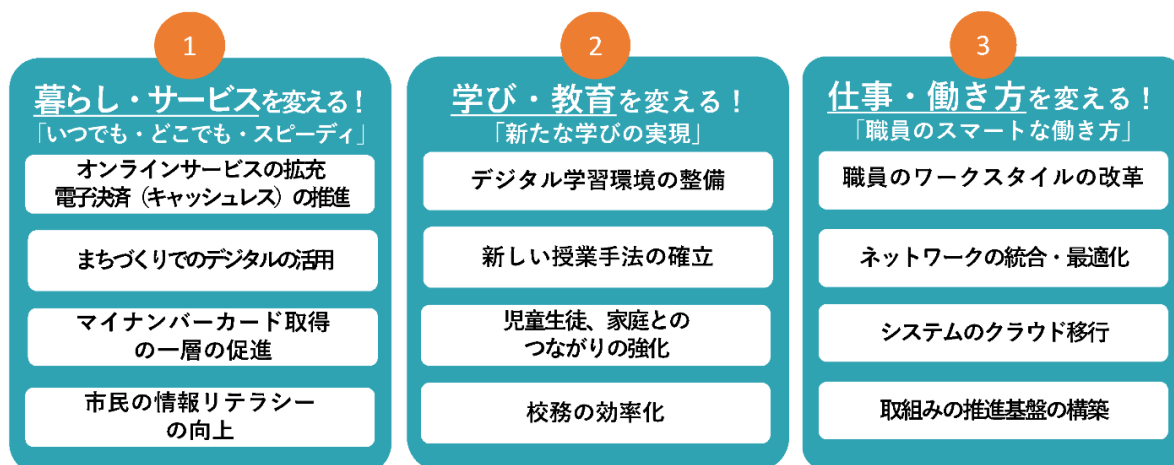 1
暮らし・サービスを変える！
「いつでも・どこでも・スピーディ」
オンラインサービスの拡充
電子決済（キャッシュレス）の推進
まちづくりでのデジタルの活用
マイナンバーカード取得
の一層の促進
市民の情報リテラシー
の向上
2
学び・教育を変える！
「新たな学びの実現」
デジタル学習環境の整備
新しい授業手法の確立
児童生徒、家庭との
つながりの強化
校務の効率化
3
仕事・働き方を変える！
「職員のスマートな働き方」
職員のワークスタイルの改革
ネットワークの統合・最適化
システムのクラウド移行
取組みの推進基盤の構築